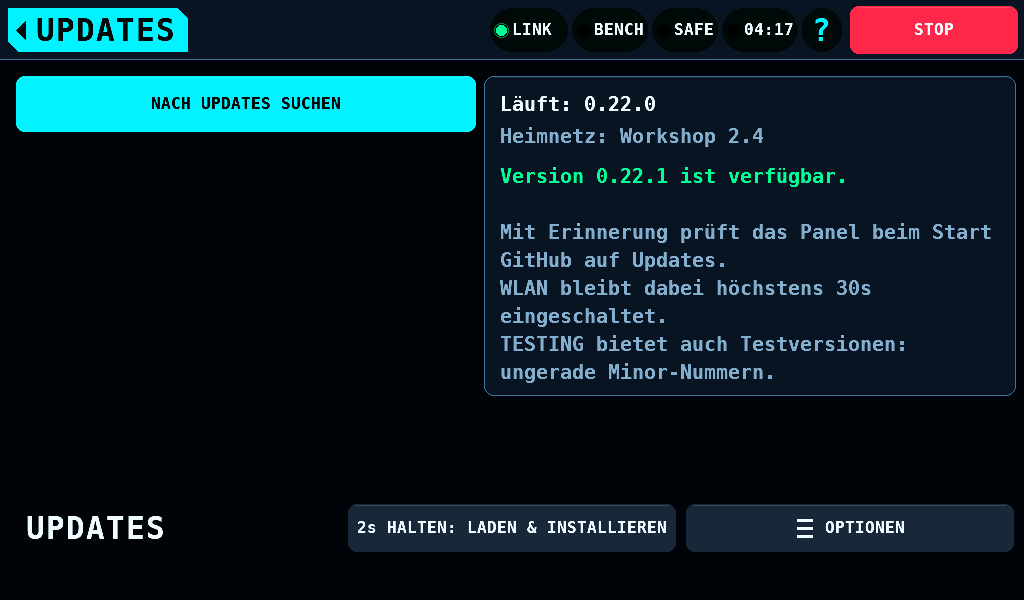 UPDATES
LINK
BENCH
SAFE
04:17
?
STOP
NACH UPDATES SUCHEN
Läuft: 0.22.0
Heimnetz: Workshop 2.4
Version 0.22.1 ist verfügbar.
Mit Erinnerung prüft das Panel beim Start
GitHub auf Updates.
WLAN bleibt dabei höchstens 30s
eingeschaltet.
TESTING bietet auch Testversionen:
ungerade Minor-Nummern.
UPDATES
2s HALTEN: LADEN & INSTALLIEREN
OPTIONEN